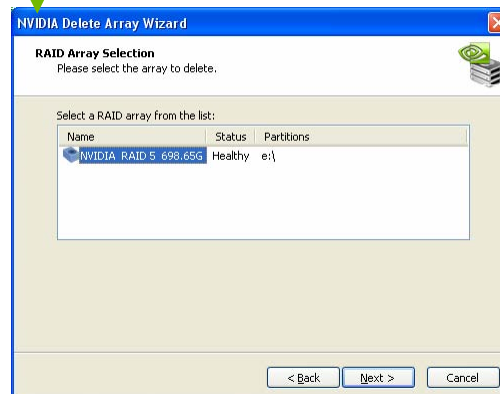 NVIDIA Delete Array Wizard
RAID Array Selection
Please select the array to delete.
Select a RAID array from the list:
Name Status Partitions
NVIDIA RAID 5 698.65G Healthy e:\
< Back Next > Cancel